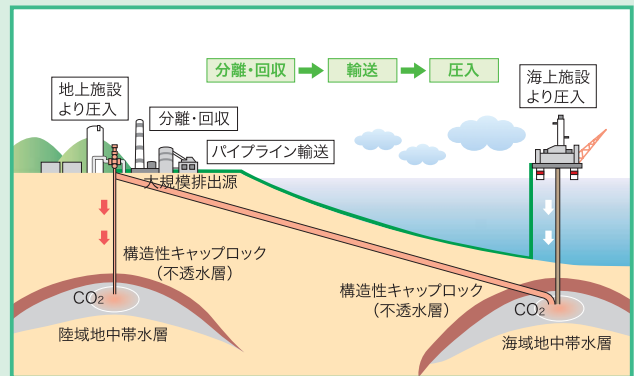 分離・回収
輸送
圧入
地上施設
より圧入
分離・回収
海上施設
より圧入
パイプライン輸送
大規模排出源
構造性キャップロック
(不透水層)
CO2
陸域地中帯水層
構造性キャップロック
(不透水層)
CO2
海域地中帯水層